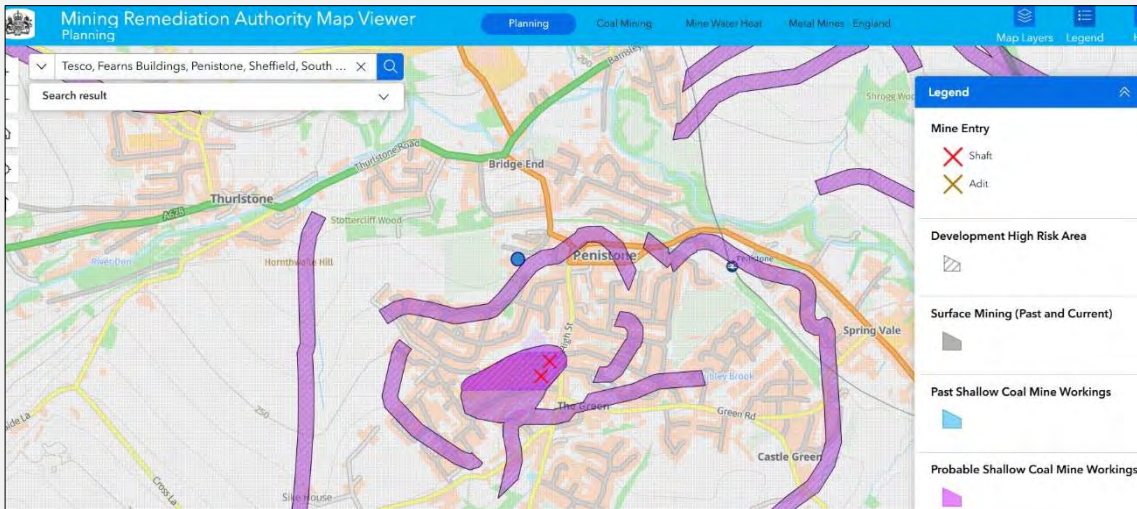 Mining Remediation Authority Map Viewer
Planning
Planning
Coal Mining
Mine Water Heat
Metal Mines - England
Map Layers
Legend
Tesco, Fearns Buildings, Penistone, Sheffield, South ...
Search result
Legend
Mine Entry
Shaft
Adit
Development High Risk Area
Surface Mining (Past and Current)
Past Shallow Coal Mine Workings
Probable Shallow Coal Mine Workings
Barnsley
Shrogg Woo
Thurlstone Road
Bridge End
Thurlstone
A628
Stottercliff Wood
River Don
Hornthwaite Hill
Penistone
Penistone
Spring Vale
High St
250
The Green
Green Rd
Castle Green
Cross La
Sike House